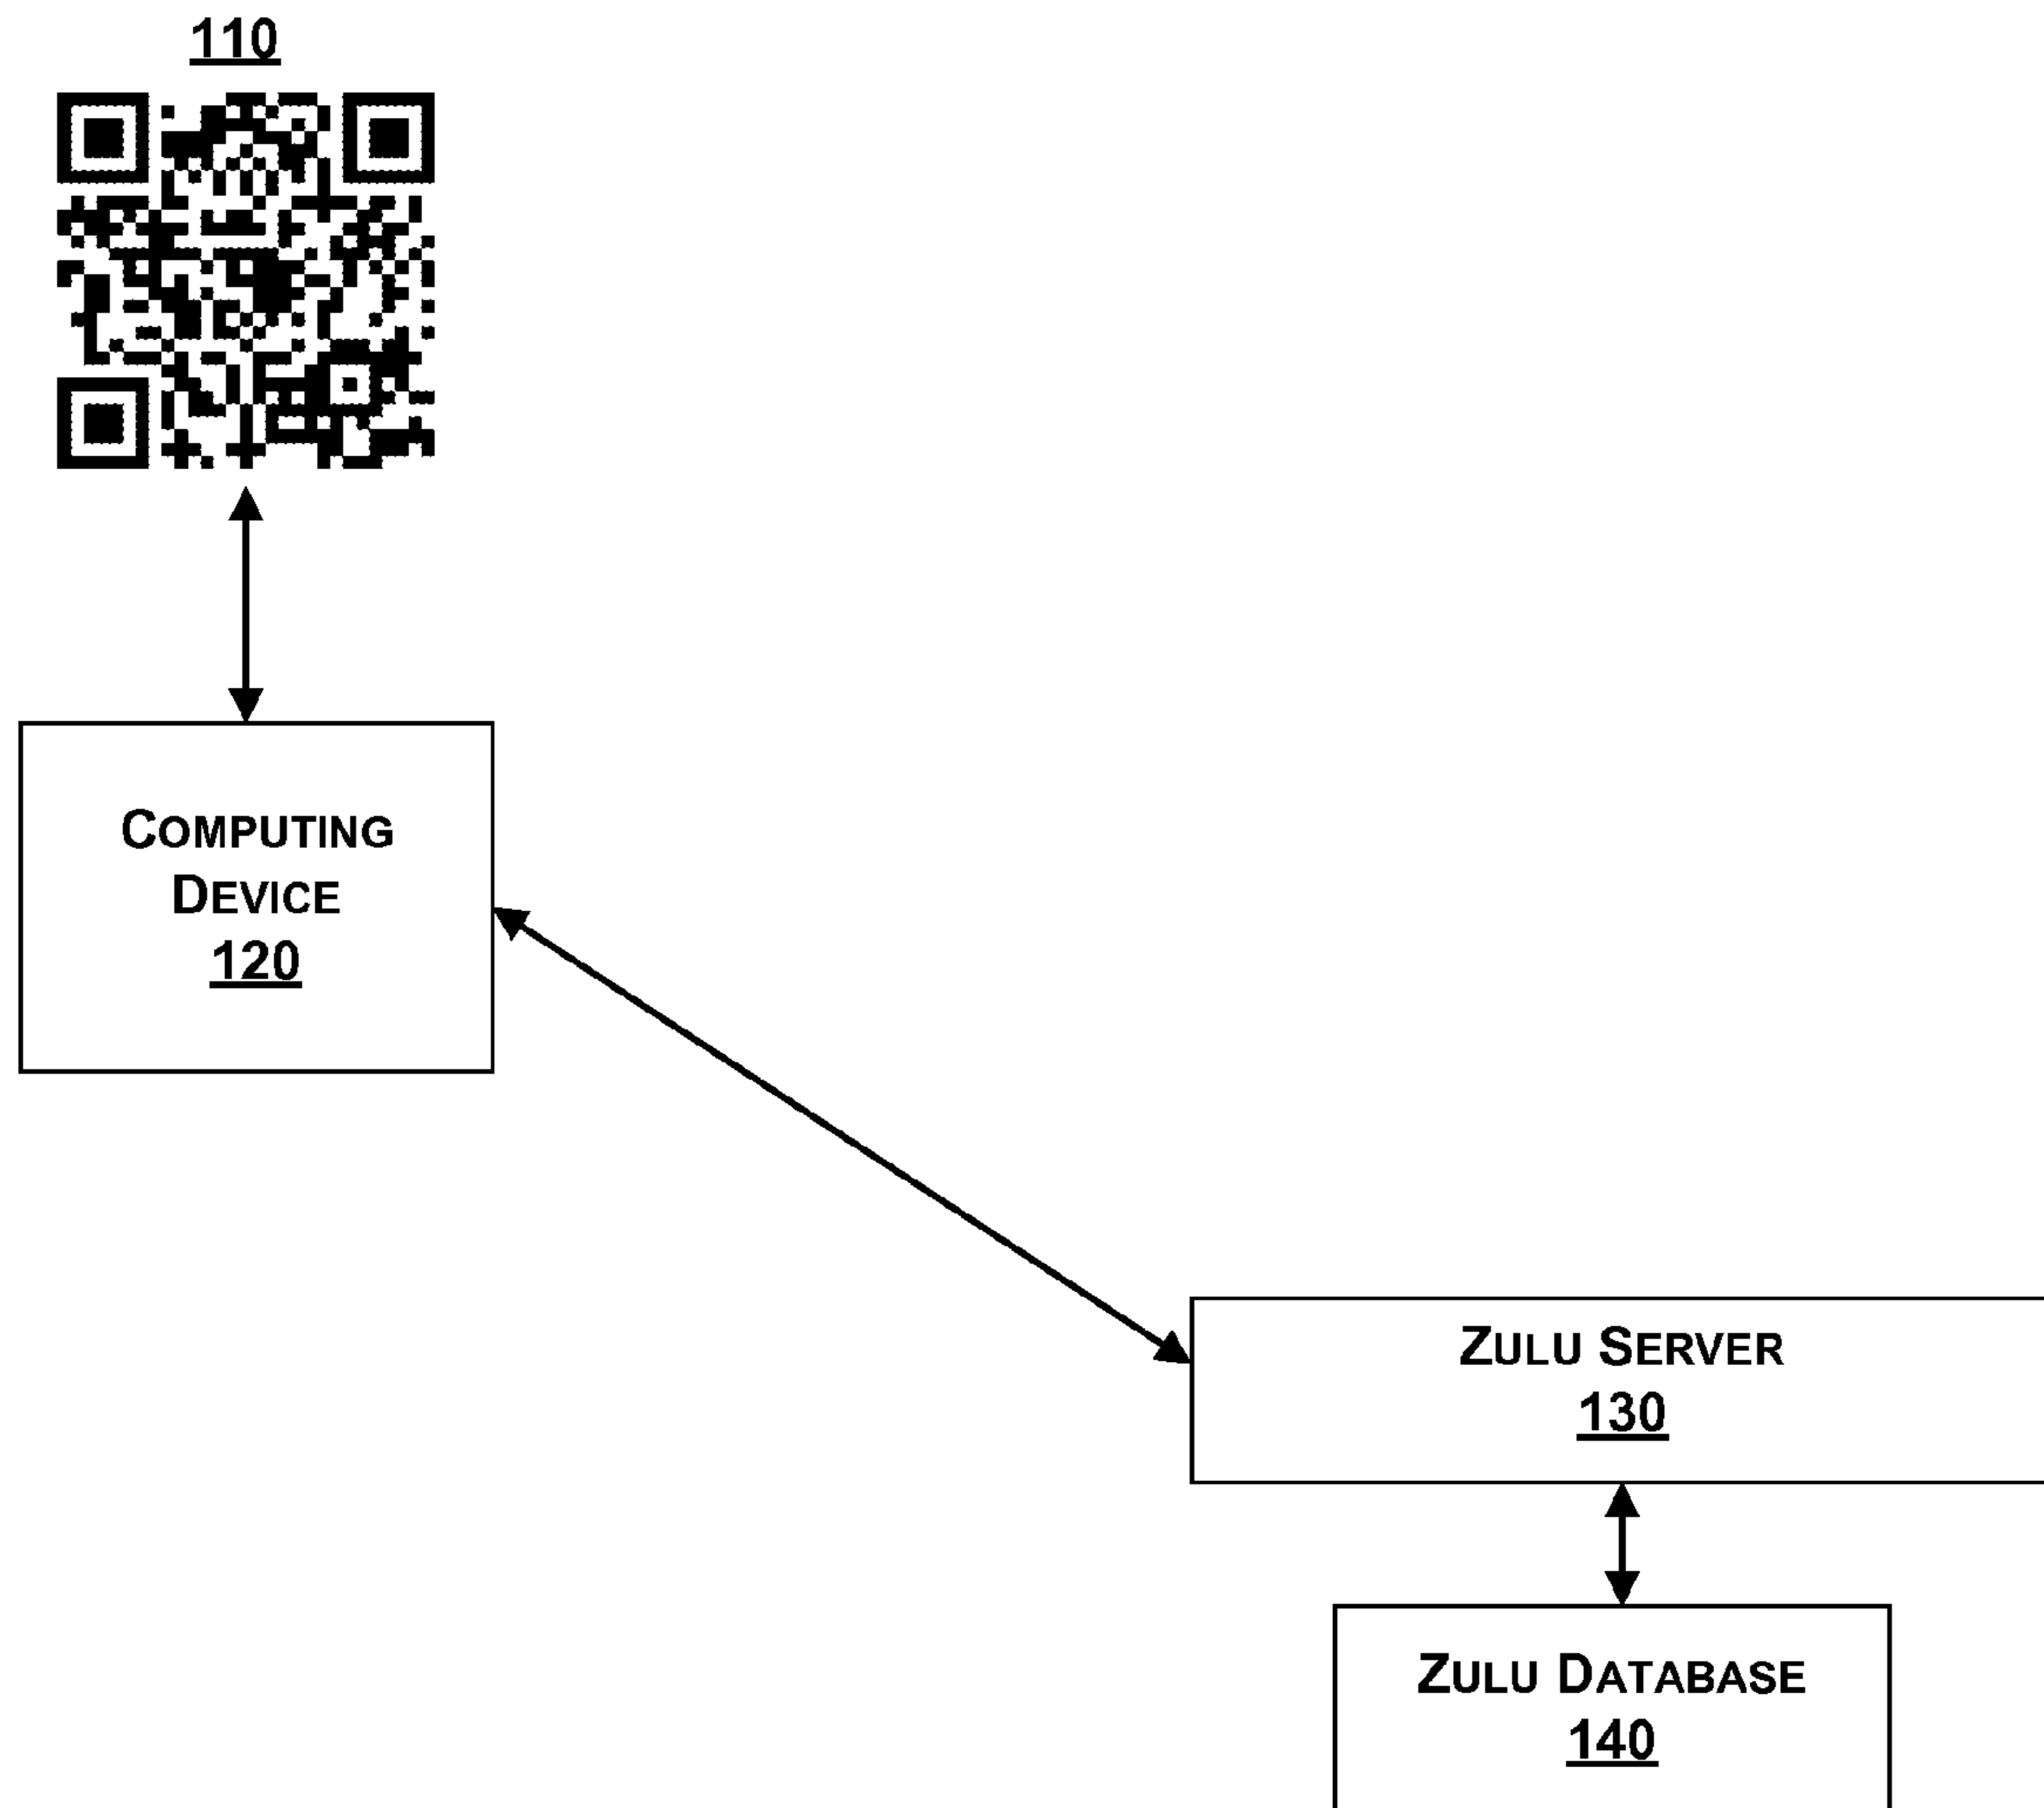 110
COMPUTING
DEVICE
120
ZULU SERVER
130
ZULU DATABASE
140